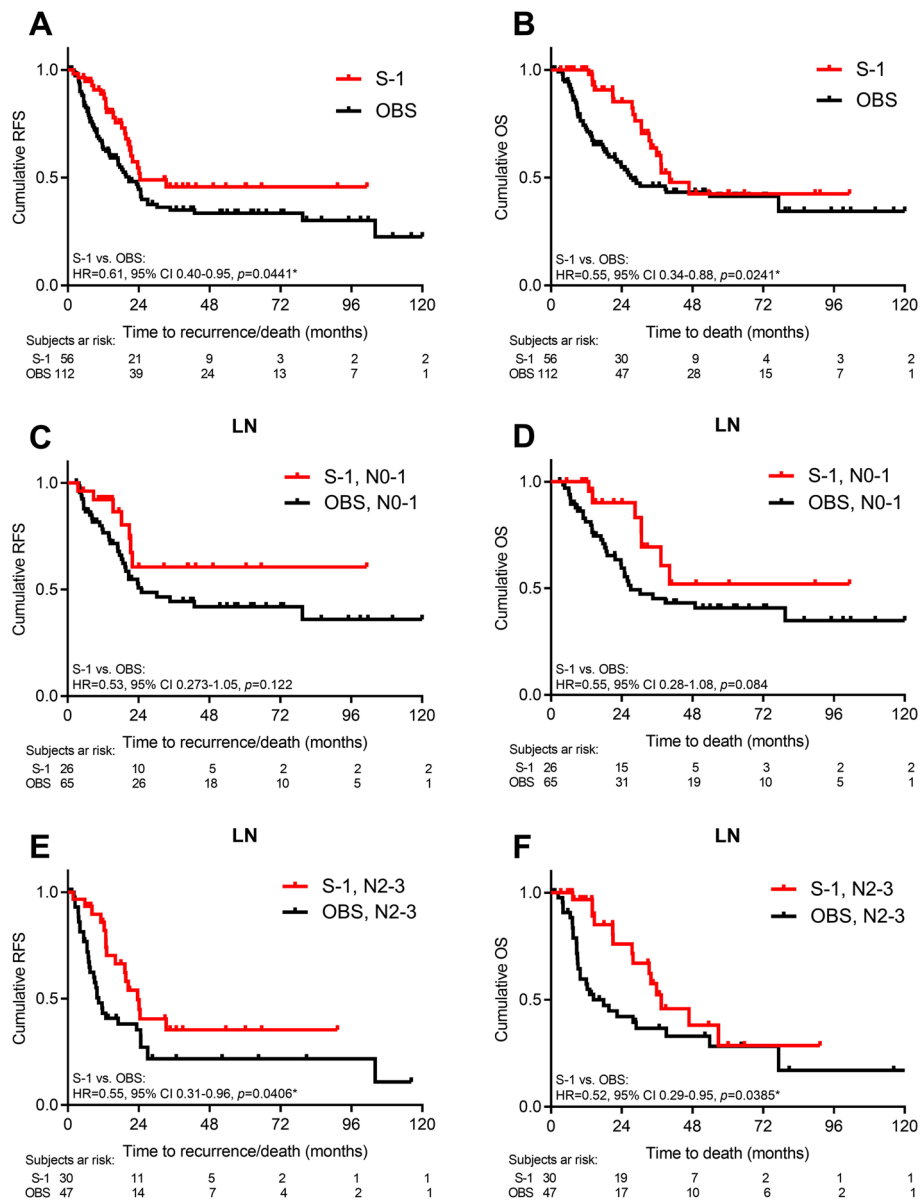 A
B
1.0
S-1
OBS
0.5
0.0
Cumulative RFS
S-1 vs. OBS:
HR=0.61, 95% CI 0.40-0.95, p=0.0441*
0 24 48 72 96 120
Time to recurrence/death (months)
Subjects ar risk:
S-1 56 21 9 3 2 2
OBS 112 39 24 13 7 1
1.0
S-1
OBS
0.5
0.0
Cumulative OS
S-1 vs. OBS:
HR=0.55, 95% CI 0.34-0.88, p=0.0241*
0 24 48 72 96 120
Time to death (months)
Subjects ar risk:
S-1 56 30 9 4 3 2
OBS 112 47 28 15 7 1
C
LN
1.0
S-1, N0-1
OBS, N0-1
0.5
0.0
Cumulative RFS
S-1 vs. OBS:
HR=0.53, 95% CI 0.273-1.05, p=0.122
0 24 48 72 96 120
Time to recurrence/death (months)
Subjects ar risk:
S-1 26 10 5 2 2 2
OBS 65 26 18 10 5 1
D
LN
1.0
S-1, N0-1
OBS, N0-1
0.5
0.0
Cumulative OS
S-1 vs. OBS:
HR=0.55, 95% CI 0.28-1.08, p=0.084
0 24 48 72 96 120
Time to death (months)
Subjects ar risk:
S-1 26 15 5 3 2 2
OBS 65 31 19 10 5 1
E
LN
1.0
S-1, N2-3
OBS, N2-3
0.5
0.0
Cumulative RFS
S-1 vs. OBS:
HR=0.55, 95% CI 0.31-0.96, p=0.0406*
0 24 48 72 96 120
Time to recurrence/death (months)
Subjects ar risk:
S-1 30 11 5 2 1 1
OBS 47 14 7 4 2 1
F
LN
1.0
S-1, N2-3
OBS, N2-3
0.5
0.0
Cumulative OS
S-1 vs. OBS:
HR=0.52, 95% CI 0.29-0.95, p=0.0385*
0 24 48 72 96 120
Time to death (months)
Subjects ar risk:
S-1 30 19 7 2 1 1
OBS 47 17 10 6 2 1